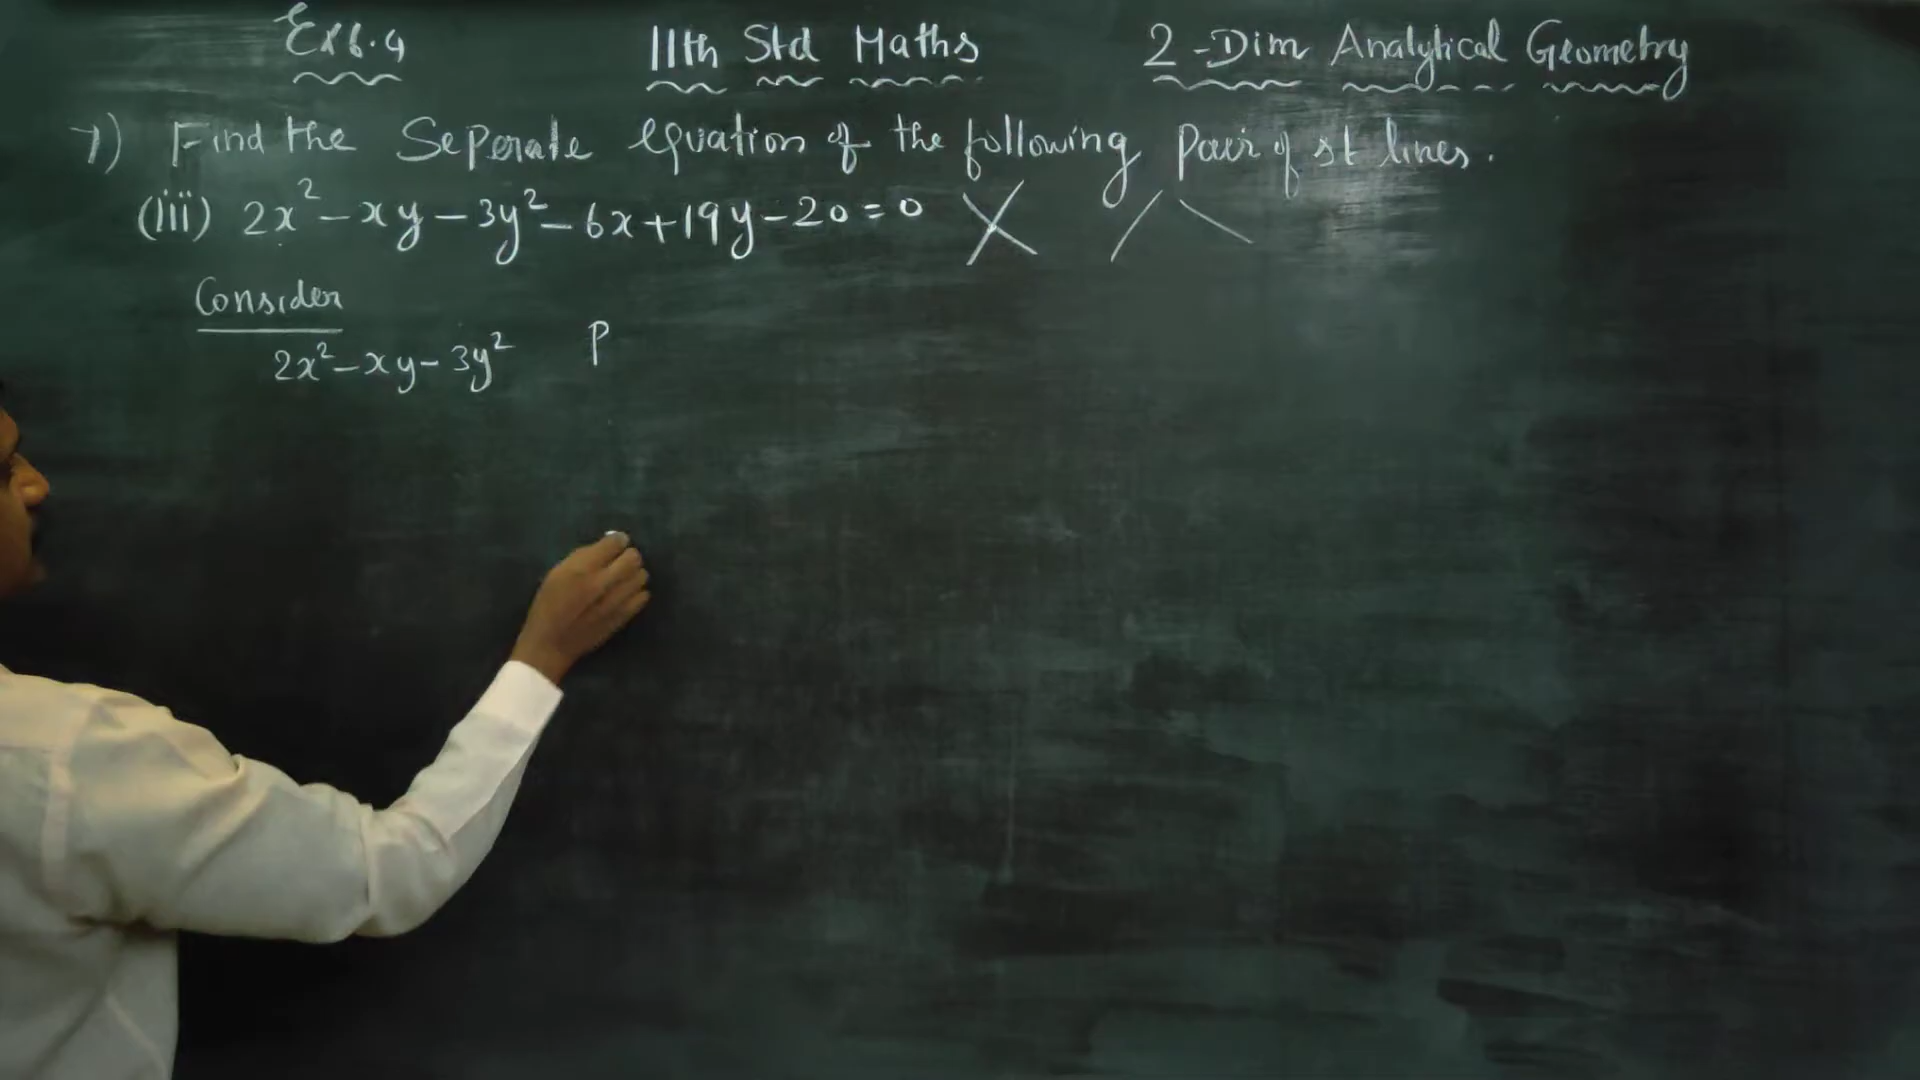 Ex 6.4 11th Std Maths 2-Dim Analytical Geometry
7) Find the Seperate equation of the following pair of st lines.
(iii) 2x²-xy-3y²-6x+19y-20=0
Consider
2x²-xy-3y² P